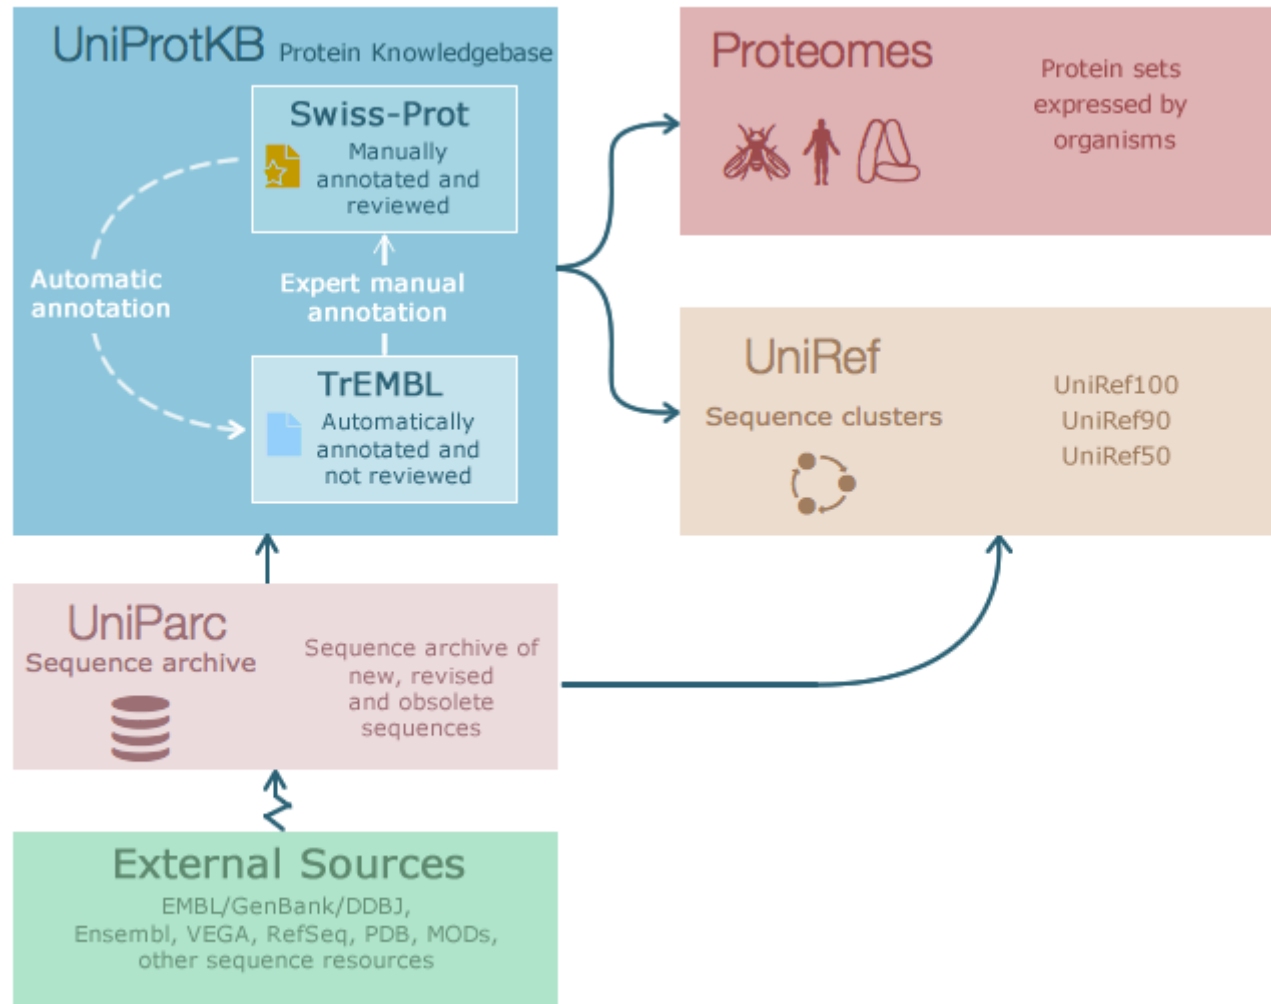 UniProtKB Protein Knowledgebase
Swiss-Prot
Manually
annotated and
reviewed
Automatic
annotation
Expert manual
annotation
TrEMBL
Automatically
annotated and
not reviewed
Proteomes
Protein sets
expressed by
organisms
UniRef
Sequence clusters
UniRef100
UniRef90
UniRef50
UniParc
Sequence archive
Sequence archive of
new, revised
and obsolete
sequences
External Sources
EMBL/GenBank/DDBJ,
Ensembl, VEGA, RefSeq, PDB, MODs,
other sequence resources